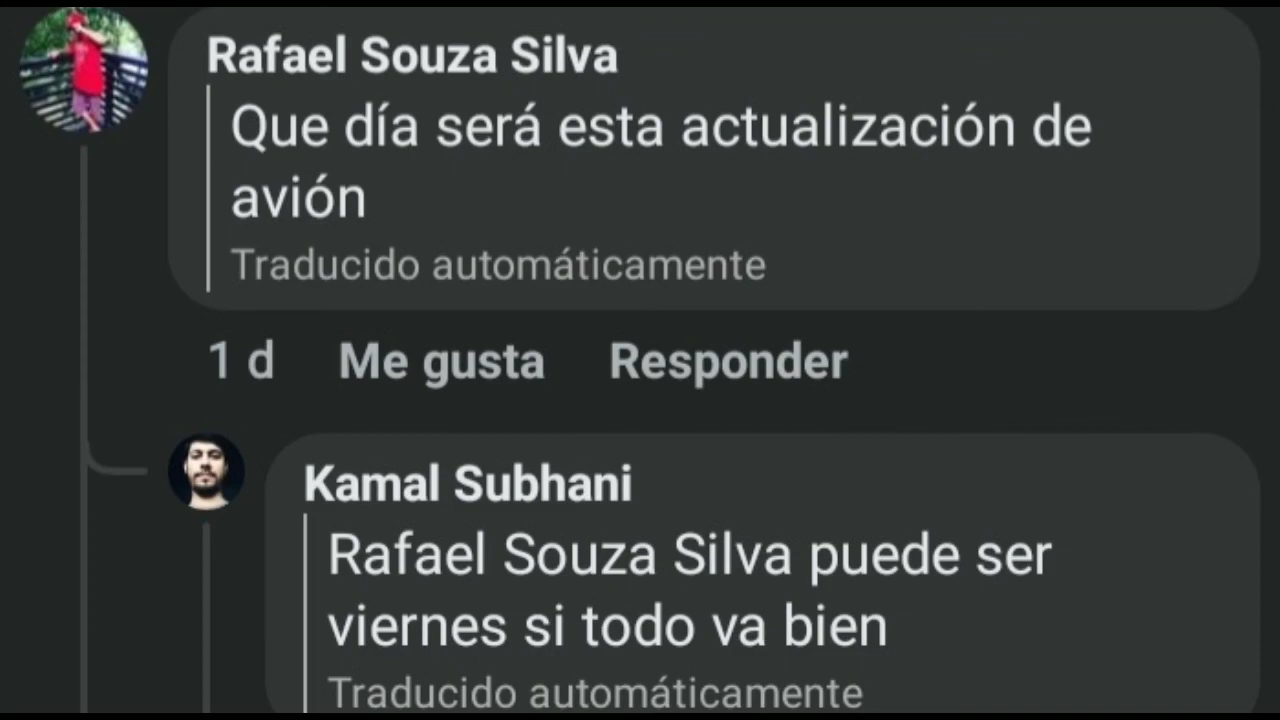 Rafael Souza Silva
Que día será esta actualización de
avión
Traducido automáticamente
1 d Me gusta Responder
Kamal Subhani
Rafael Souza Silva puede ser
viernes si todo va bien
Traducido automáticamente